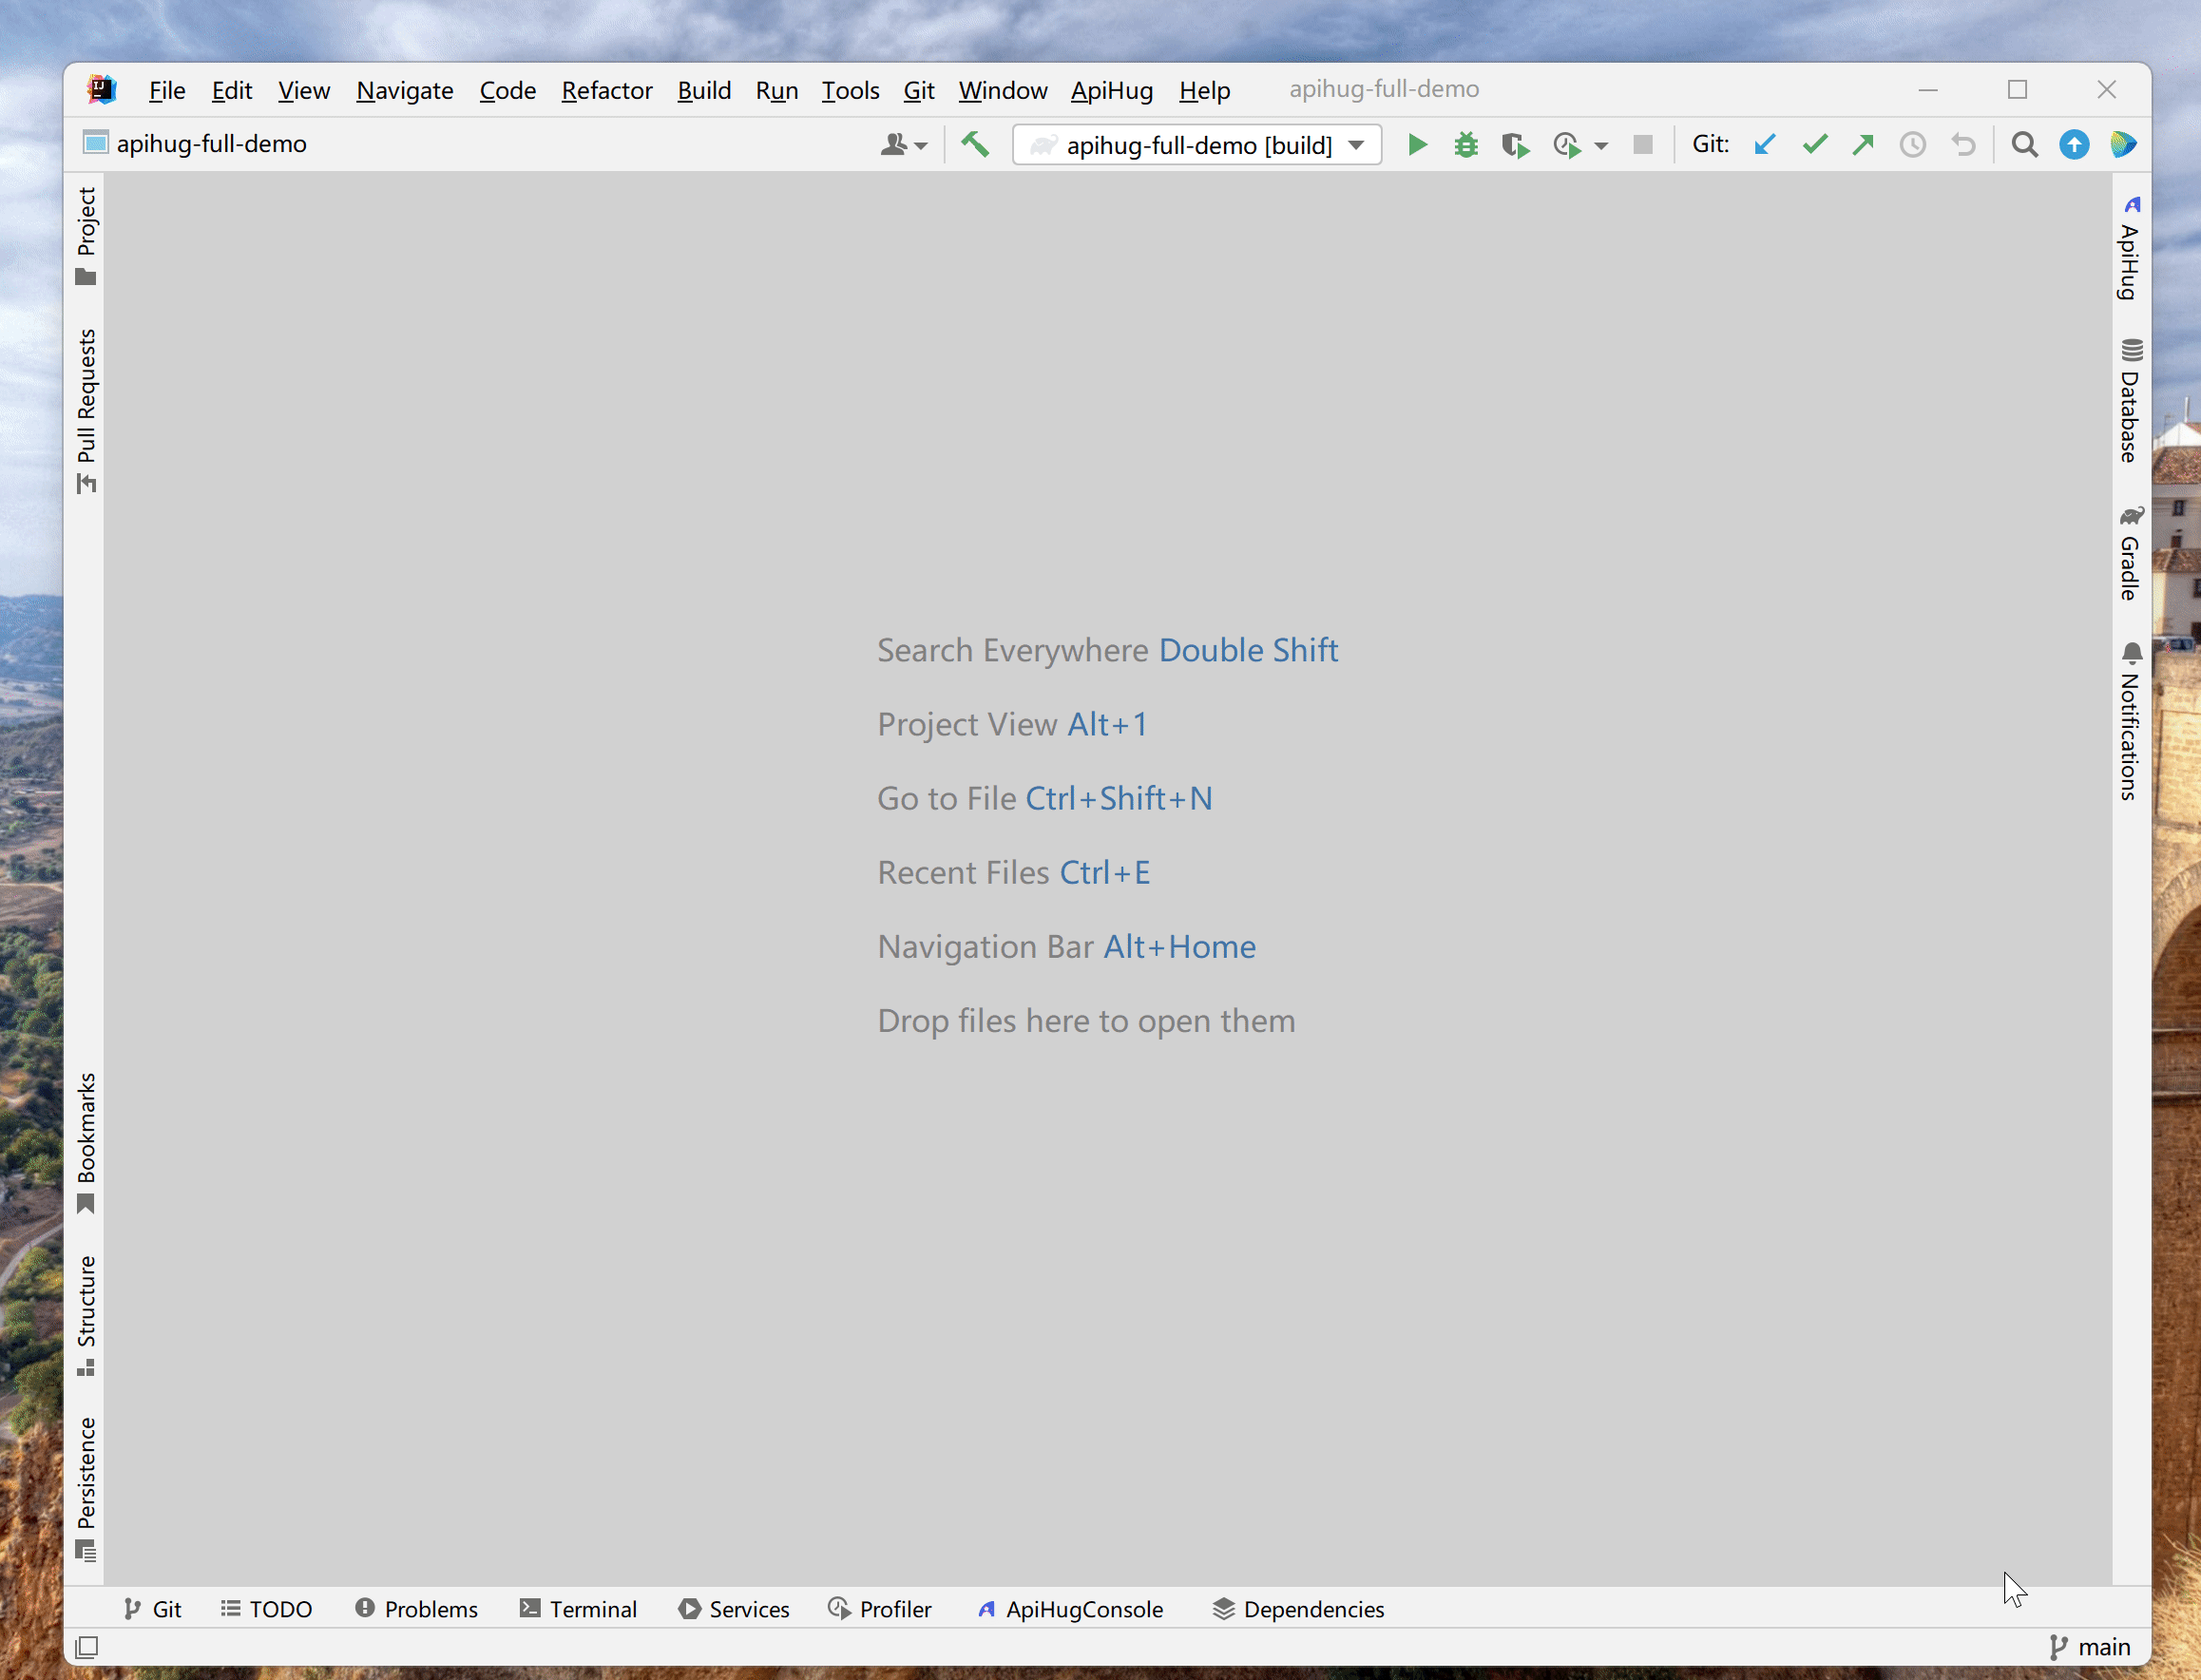 File Edit View Navigate Code Refactor Build Run Tools Git Window ApiHug Help apihug-full-demo
apihug-full-demo apihug-full-demo [build] Git:
Project
Pull Requests
Bookmarks
Structure
Persistence
Search Everywhere Double Shift
Project View Alt+1
Go to File Ctrl+Shift+N
Recent Files Ctrl+E
Navigation Bar Alt+Home
Drop files here to open them
ApiHug
Database
Gradle
Notifications
Git TODO Problems Terminal Services Profiler ApiHugConsole Dependencies
main